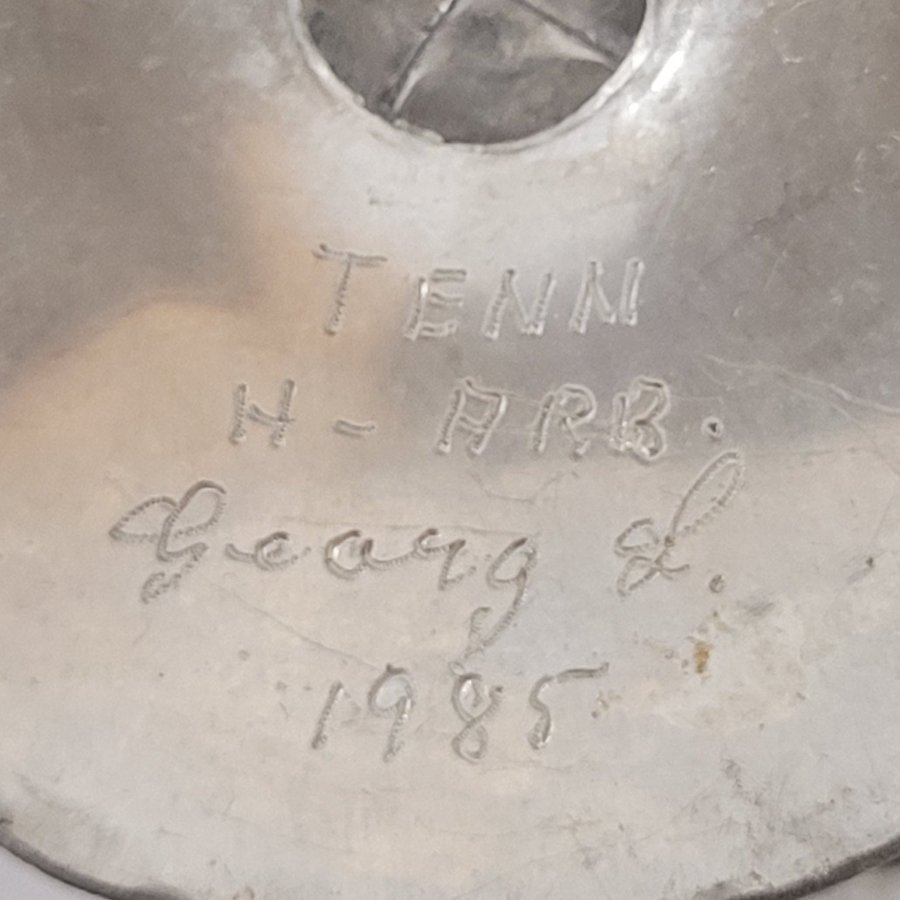 TENN
H-ARB.
Georg L.
1985